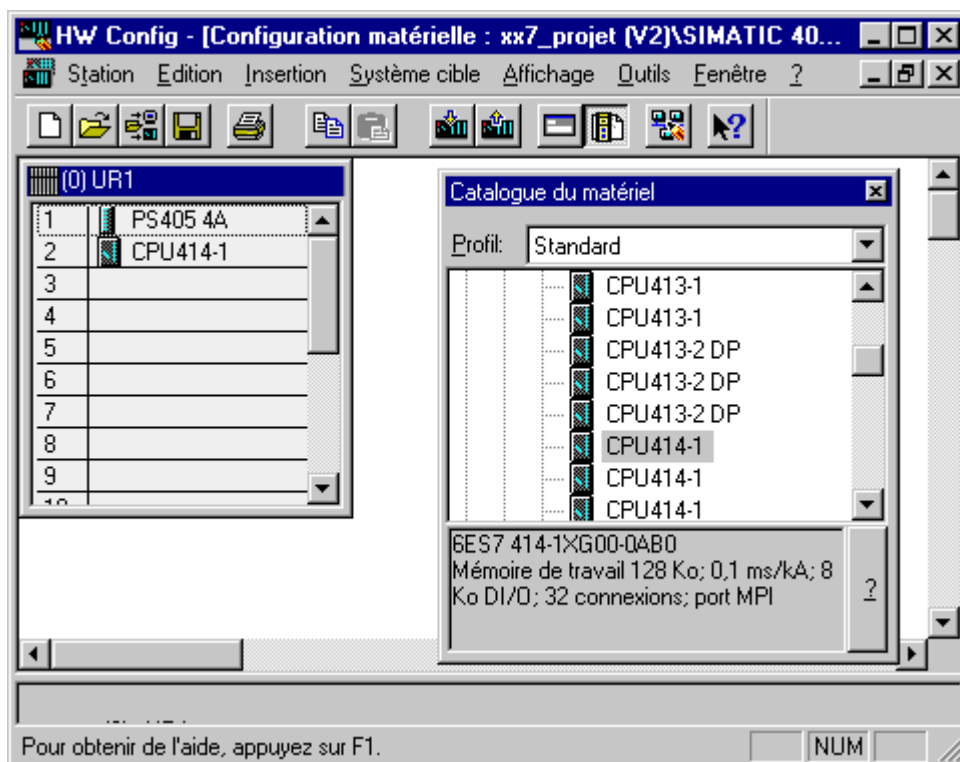 HW Config - [Configuration matérielle : xx7_projet (V2)\SIMATIC 40...
Station Edition Insertion Système cible Affichage Outils Fenêtre ?
(0) UR1
1 PS405 4A
2 CPU414-1
3
4
5
6
7
8
9
10
Catalogue du matériel
Profil: Standard
CPU413-1
CPU413-1
CPU413-2 DP
CPU413-2 DP
CPU413-2 DP
CPU414-1
CPU414-1
CPU414-1
6ES7 414-1XG00-0AB0
Mémoire de travail 128 Ko; 0,1 ms/kA; 8
Ko DI/O; 32 connexions; port MPI
?
Pour obtenir de l'aide, appuyez sur F1.
NUM